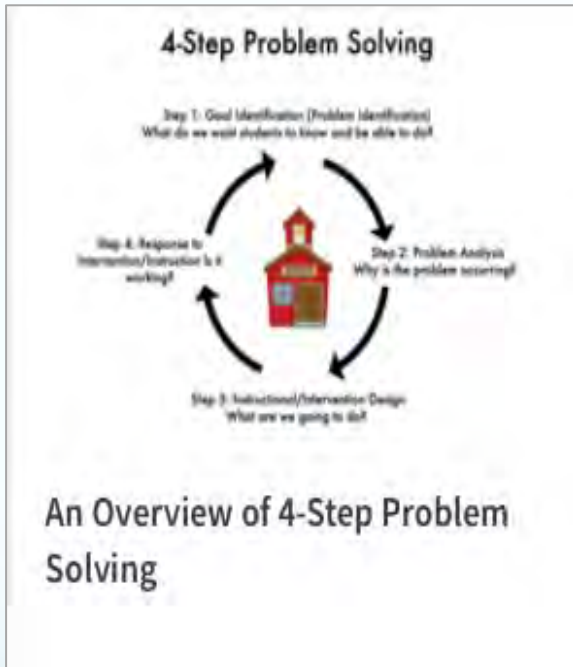 4-Step Problem Solving
Step 1: Goal Identification (Problem Identification)
What do we want students to know and be able to do?
Step 4: Response to
Intervention/Instruction Is it
working?
Step 2: Problem Analysis
Why is the problem occurring?
Step 3: Instructional/Intervention Design
What are we going to do?
An Overview of 4-Step Problem
Solving